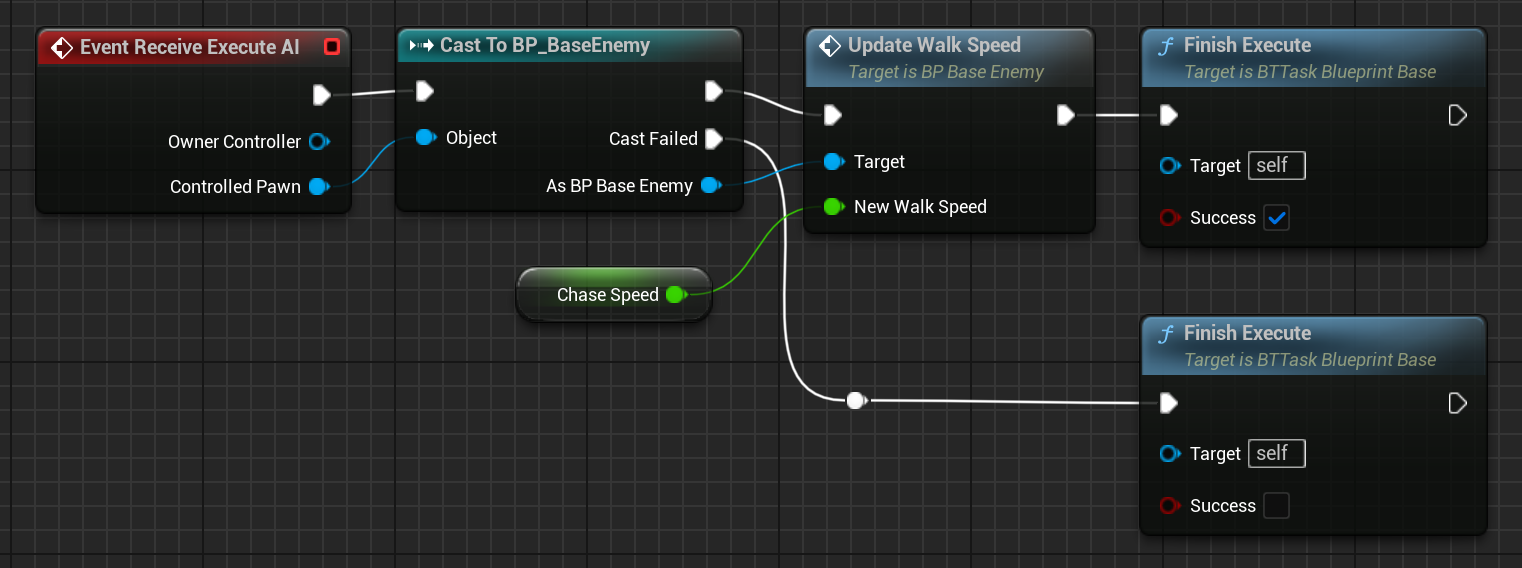 Event Receive Execute AI
Owner Controller
Controlled Pawn
Cast To BP_BaseEnemy
Object
Cast Failed
As BP Base Enemy
Chase Speed
Update Walk Speed
Target is BP Base Enemy
Target
New Walk Speed
Finish Execute
Target is BTTask Blueprint Base
Target self
Success
Finish Execute
Target is BTTask Blueprint Base
Target self
Success